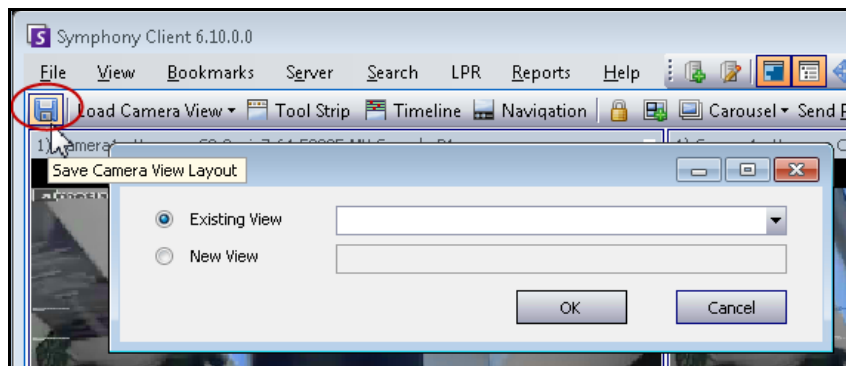 S Symphony Client 6.10.0.0
File View Bookmarks Server Search LPR Reports Help
Load Camera View Tool Strip Timeline Navigation Carousel Send
1)
Save Camera View Layout
Existing View
New View
OK Cancel